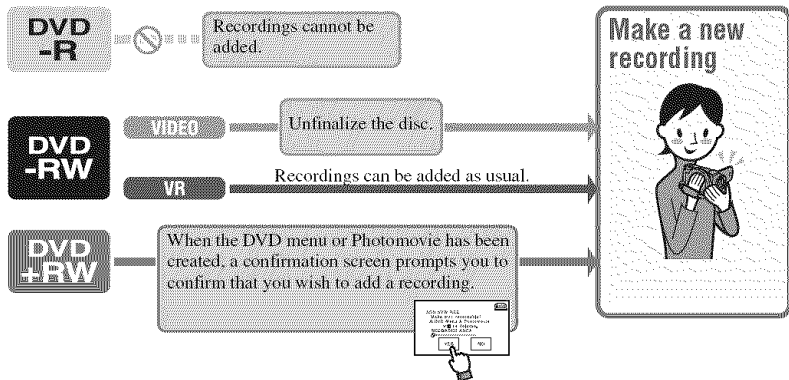 DVD
-R
Recordings cannot be
added.
Make a new
recording
DVD
-RW
VIDEO
Unfinalize the disc.
VR
Recordings can be added as usual.
DVD
+RW
When the DVD menu or Photomovie has been
created, a confirmation screen prompts you to
confirm that you wish to add a recording.